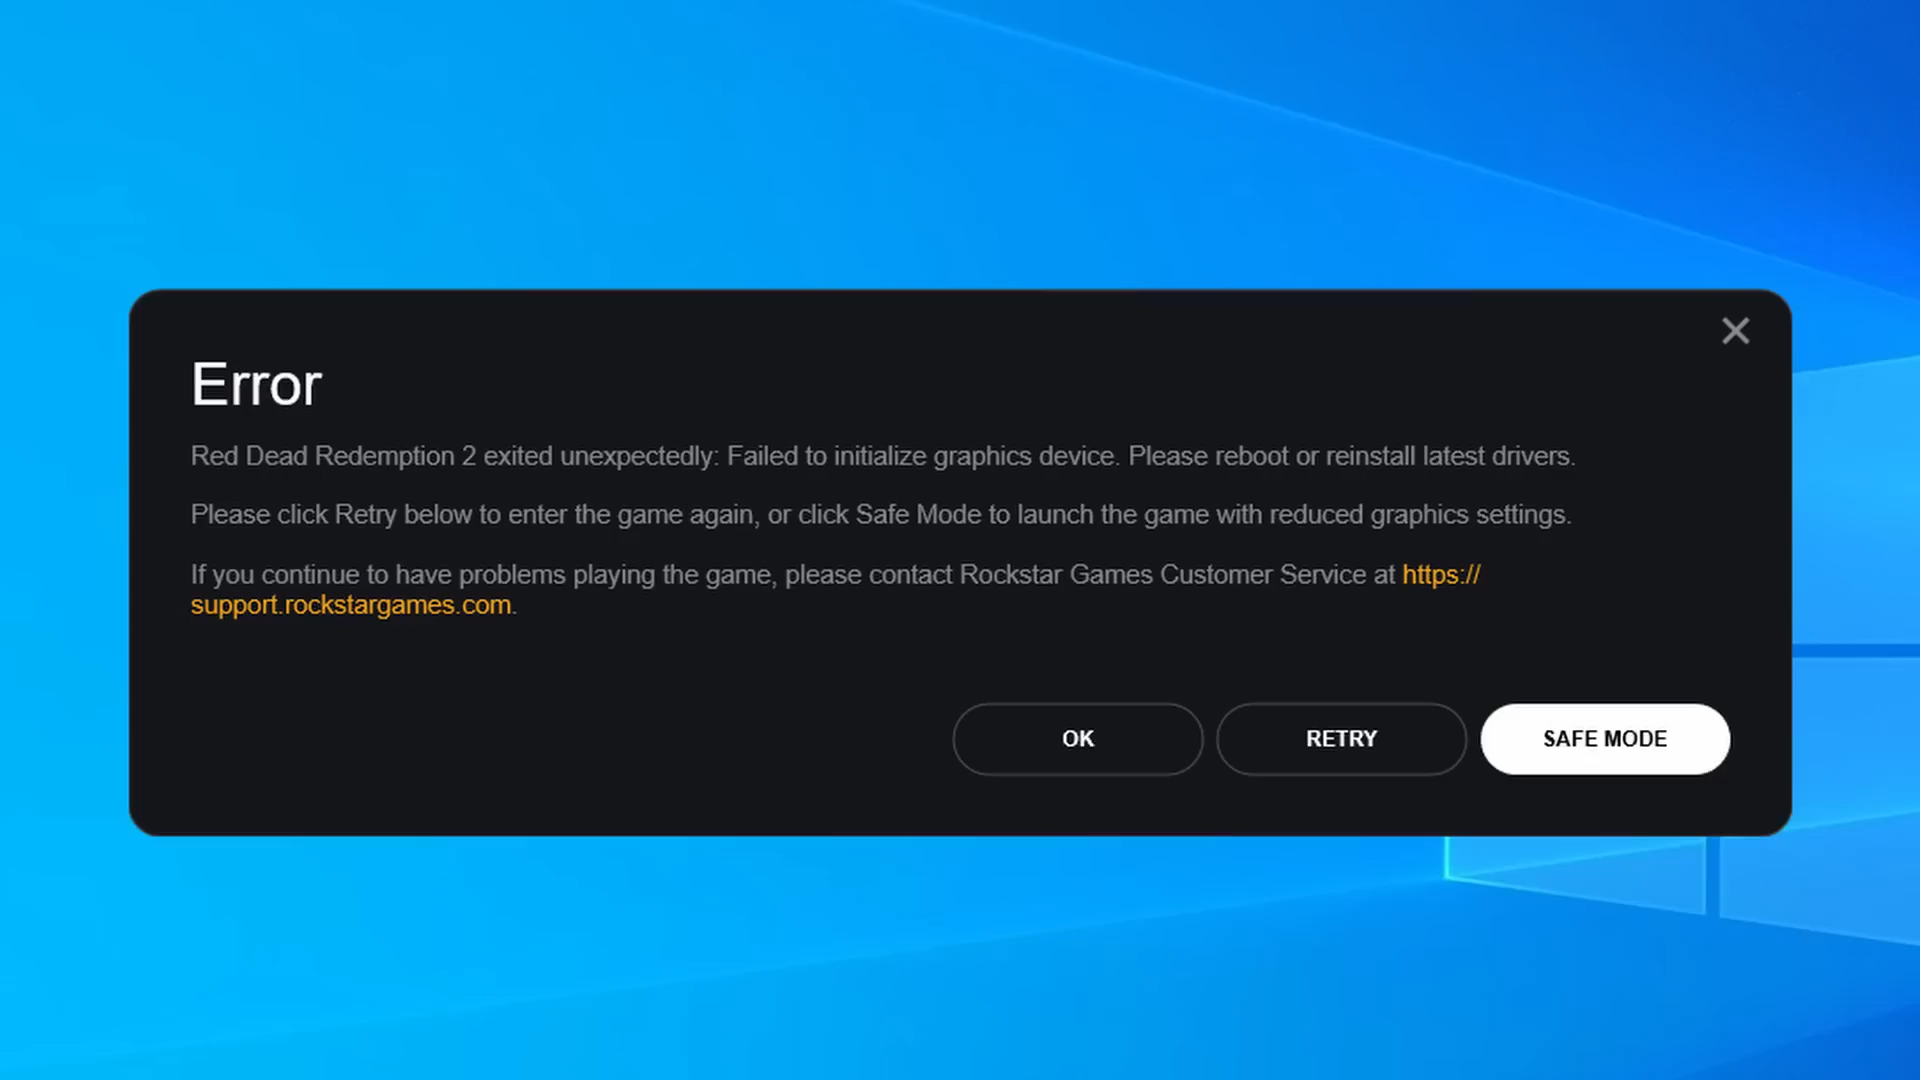 Error
Red Dead Redemption 2 exited unexpectedly: Failed to initialize graphics device. Please reboot or reinstall latest drivers.
Please click Retry below to enter the game again, or click Safe Mode to launch the game with reduced graphics settings.
If you continue to have problems playing the game, please contact Rockstar Games Customer Service at https://
support.rockstargames.com.
OK
RETRY
SAFE MODE